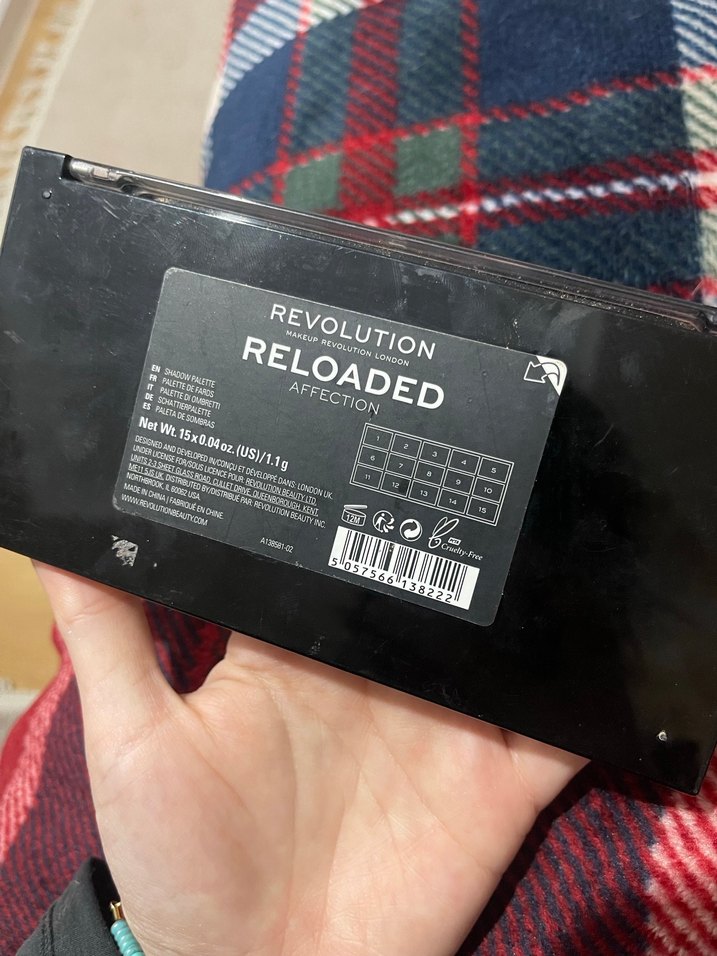 REVOLUTION
MAKEUP REVOLUTION LONDON
RELOADED
AFFECTION
EN SHADOW PALETTE
FR PALETTE DE FARDS
IT PALETTE DI OMBRETTI
DE SCHATTIERPALETTE
ES PALETA DE SOMBRAS
Net Wt. 15 x 0.04 oz. (US)/1.1 g
DESIGNED AND DEVELOPED IN/CONÇU ET DÉVELOPPÉ DANS: LONDON UK.
UNDER LICENSE FOR/SOUS LICENCE POUR: REVOLUTION BEAUTY LTD,
UNITS 2-3 SHEET GLASS ROAD, CULLET DRIVE, QUEENBOROUGH, KENT,
ME11 5JS UK. DISTRIBUTED BY/DISTRIBUÉ PAR: REVOLUTION BEAUTY INC.
NORTHBROOK, IL 60062 USA.
MADE IN CHINA | FABRIQUÉ EN CHINE
WWW.REVOLUTIONBEAUTY.COM
1 2 3 4 5
6 7 8 9 10
11 12 13 14 15
12M
PETA
Cruelty-Free
A13B5B1-02
5 057566 138222